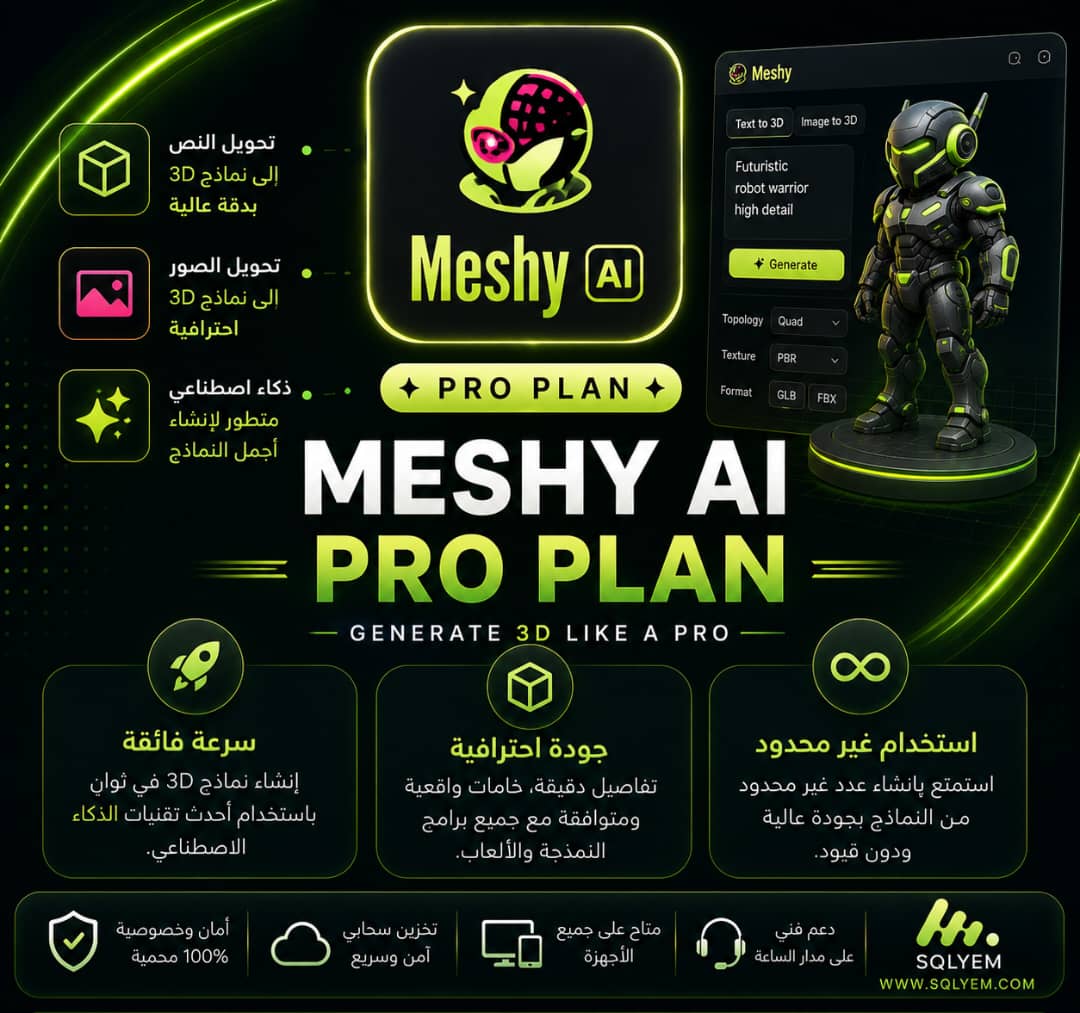 تحويل النص
إلى نماذج 3D
بدقة عالية
تحويل الصور
إلى نماذج 3D
احترافية
ذكاء اصطناعي
متطور لإنشاء
أجمل النماذج
Meshy AI
PRO PLAN
Meshy
Text to 3D
Image to 3D
Futuristic
robot warrior
high detail
Generate
Topology Quad
Texture PBR
Format GLB FBX
MESHY AI
PRO PLAN
GENERATE 3D LIKE A PRO
استخدام غير محدود
استمتع بإنشاء عدد غير محدود
من النماذج بجودة عالية
ودون قيود.
جودة احترافية
تفاصيل دقيقة، خامات واقعية
ومتوافقة مع جميع برامج
النمذجة والألعاب.
سرعة فائقة
إنشاء نماذج 3D في ثوانٍ
باستخدام أحدث تقنيات الذكاء
الاصطناعي.
SQLYEM
WWW.SQLYEM.COM
دعم فني
على مدار الساعة
متاح على جميع
الأجهزة
تخزين سحابي
آمن وسريع
أمان وخصوصية
100% محمية